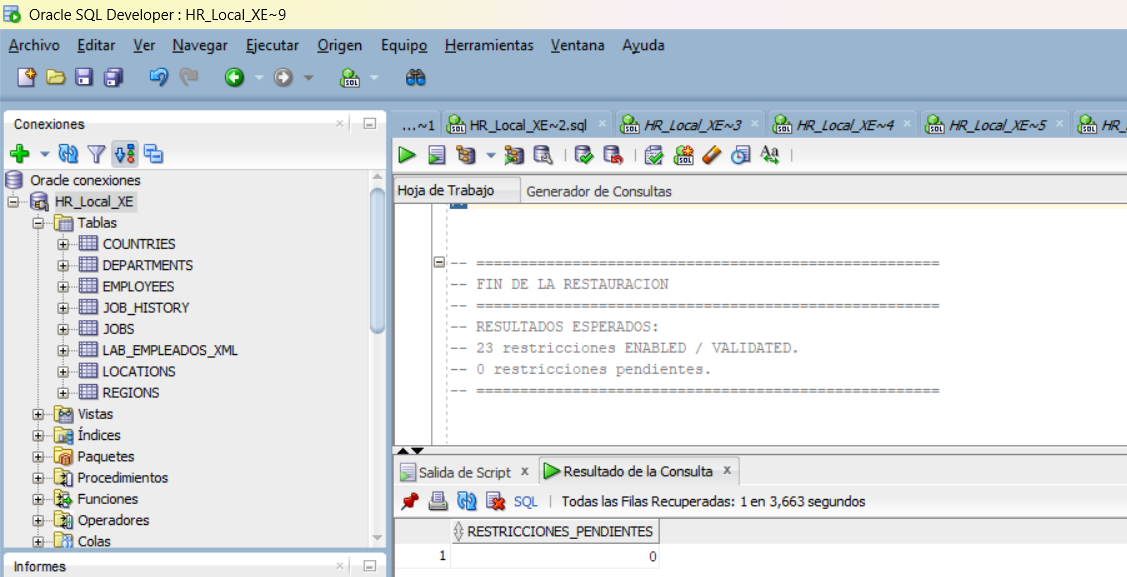 Oracle SQL Developer : HR_Local_XE~9
Archivo Editar Ver Navegar Ejecutar Origen Equipo Herramientas Ventana Ayuda
SQL
Conexiones
Oracle conexiones
HR_Local_XE
Tablas
COUNTRIES
DEPARTMENTS
EMPLOYEES
JOB_HISTORY
JOBS
LAB_EMPLEADOS_XML
LOCATIONS
REGIONS
Vistas
Índices
Paquetes
Procedimientos
Funciones
Operadores
Colas
Informes
...~1 HR_Local_XE~2.sql HR_Local_XE~3 HR_Local_XE~4 HR_Local_XE~5 HR_
Hoja de Trabajo Generador de Consultas
-- ======================================================
-- FIN DE LA RESTAURACION
-- ======================================================
-- RESULTADOS ESPERADOS:
-- 23 restricciones ENABLED / VALIDATED.
-- 0 restricciones pendientes.
-- ======================================================
Salida de Script x Resultado de la Consulta x
SQL | Todas las Filas Recuperadas: 1 en 3,663 segundos
RESTRICCIONES_PENDIENTES
1 0